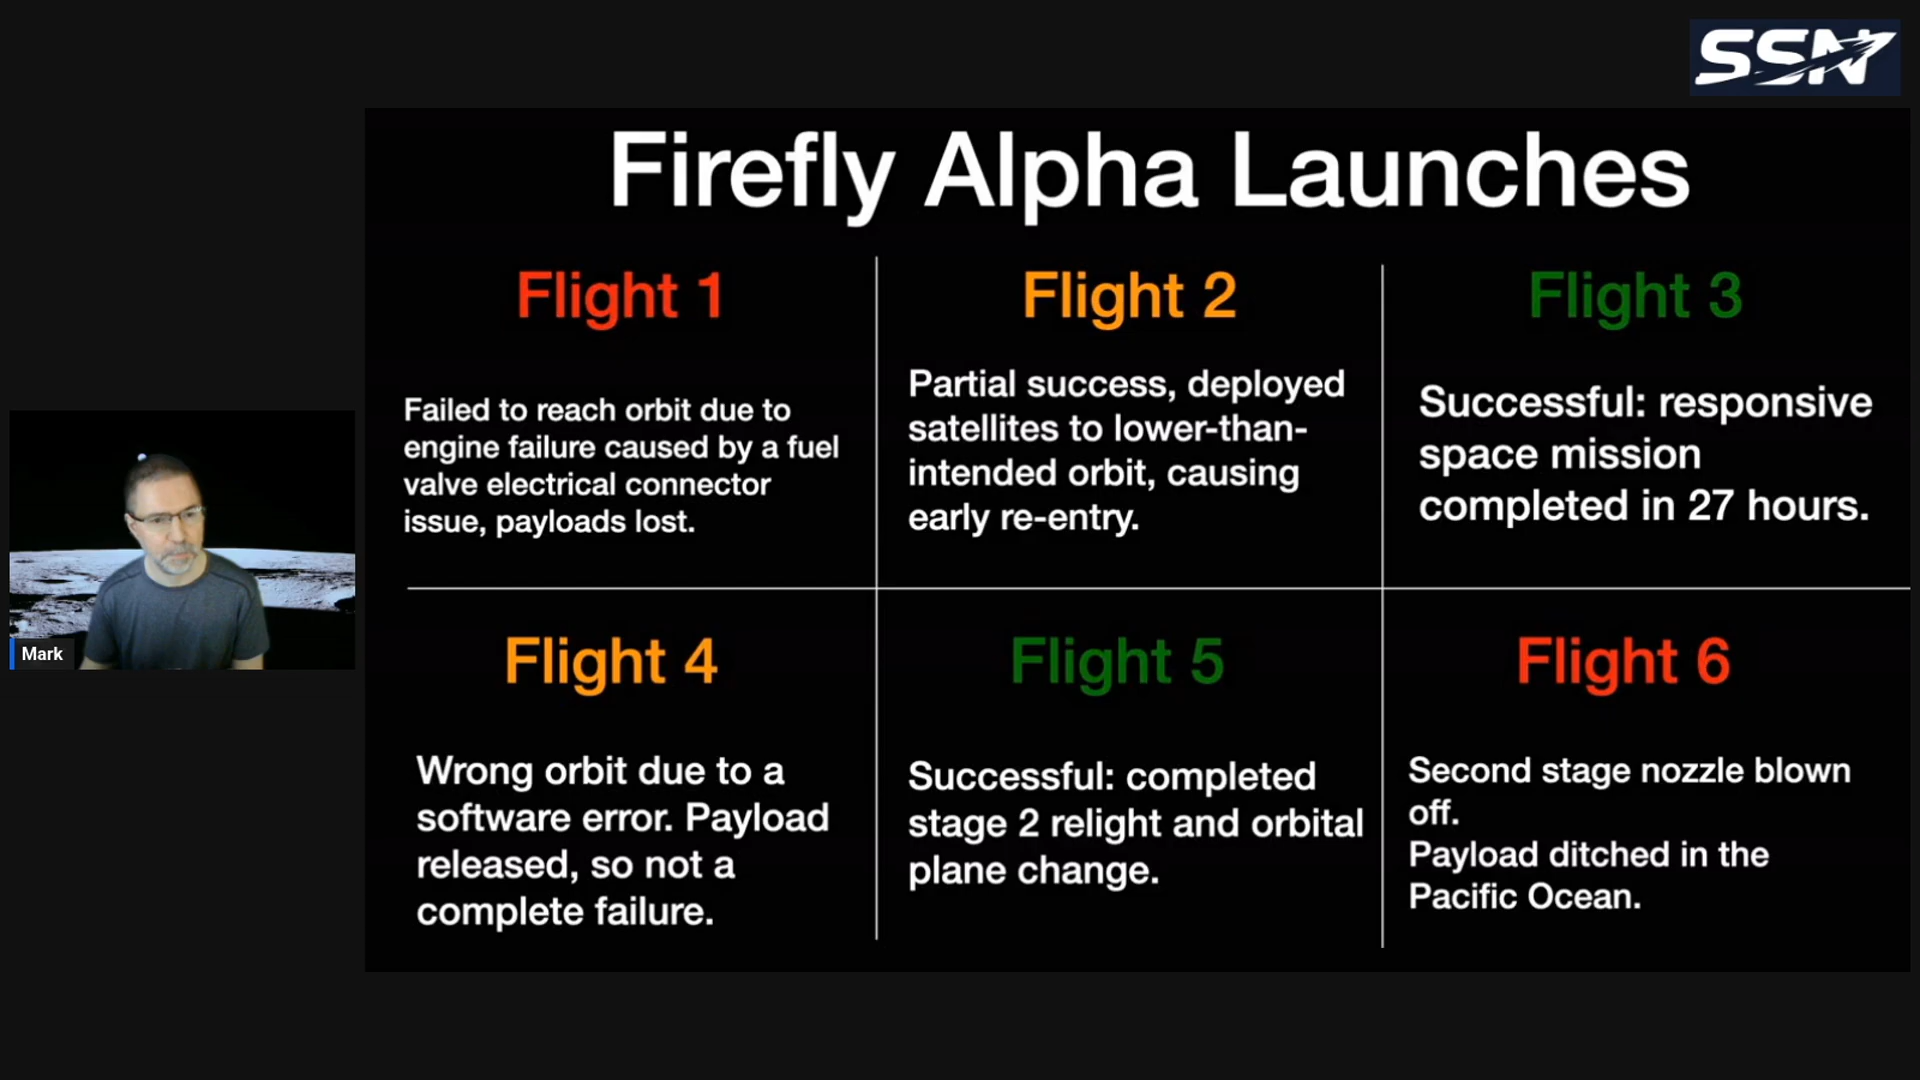 SSN
Firefly Alpha Launches
Flight 1
Failed to reach orbit due to
engine failure caused by a fuel
valve electrical connector
issue, payloads lost.
Flight 2
Partial success, deployed
satellites to lower-than-
intended orbit, causing
early re-entry.
Flight 3
Successful: responsive
space mission
completed in 27 hours.
Flight 4
Wrong orbit due to a
software error. Payload
released, so not a
complete failure.
Flight 5
Successful: completed
stage 2 relight and orbital
plane change.
Flight 6
Second stage nozzle blown
off.
Payload ditched in the
Pacific Ocean.
Mark